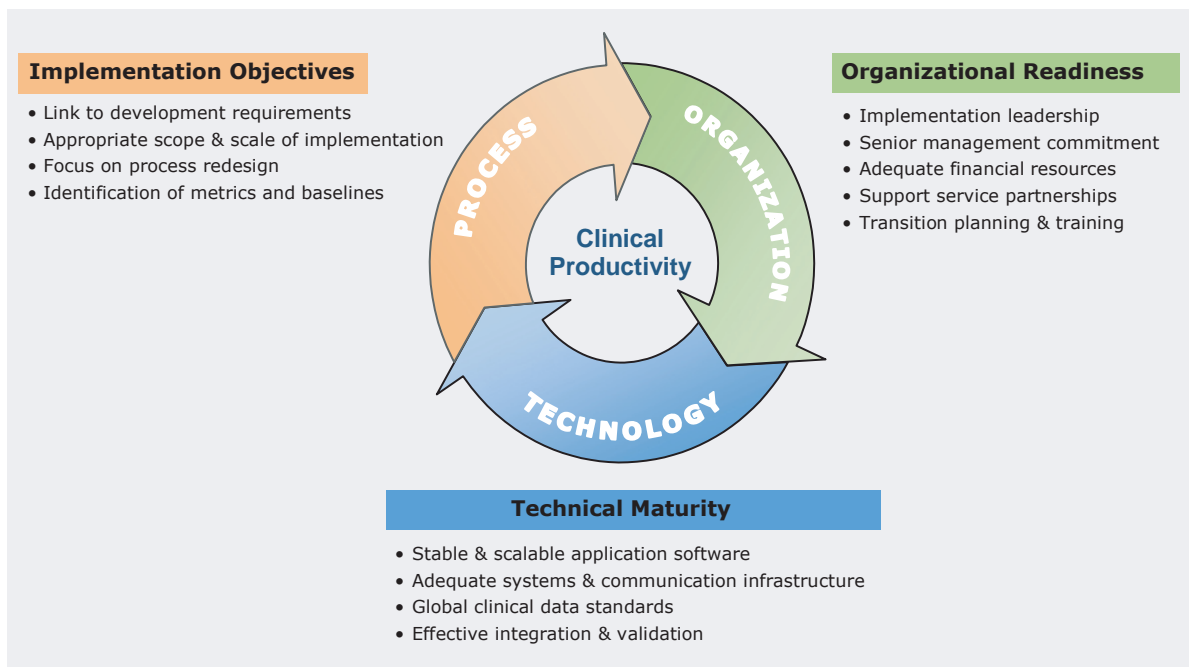 Implementation Objectives
• Link to development requirements
• Appropriate scope & scale of implementation
• Focus on process redesign
• Identification of metrics and baselines
PROCESS
ORGANIZATION
TECHNOLOGY
Clinical
Productivity
Organizational Readiness
• Implementation leadership
• Senior management commitment
• Adequate financial resources
• Support service partnerships
• Transition planning & training
Technical Maturity
• Stable & scalable application software
• Adequate systems & communication infrastructure
• Global clinical data standards
• Effective integration & validation